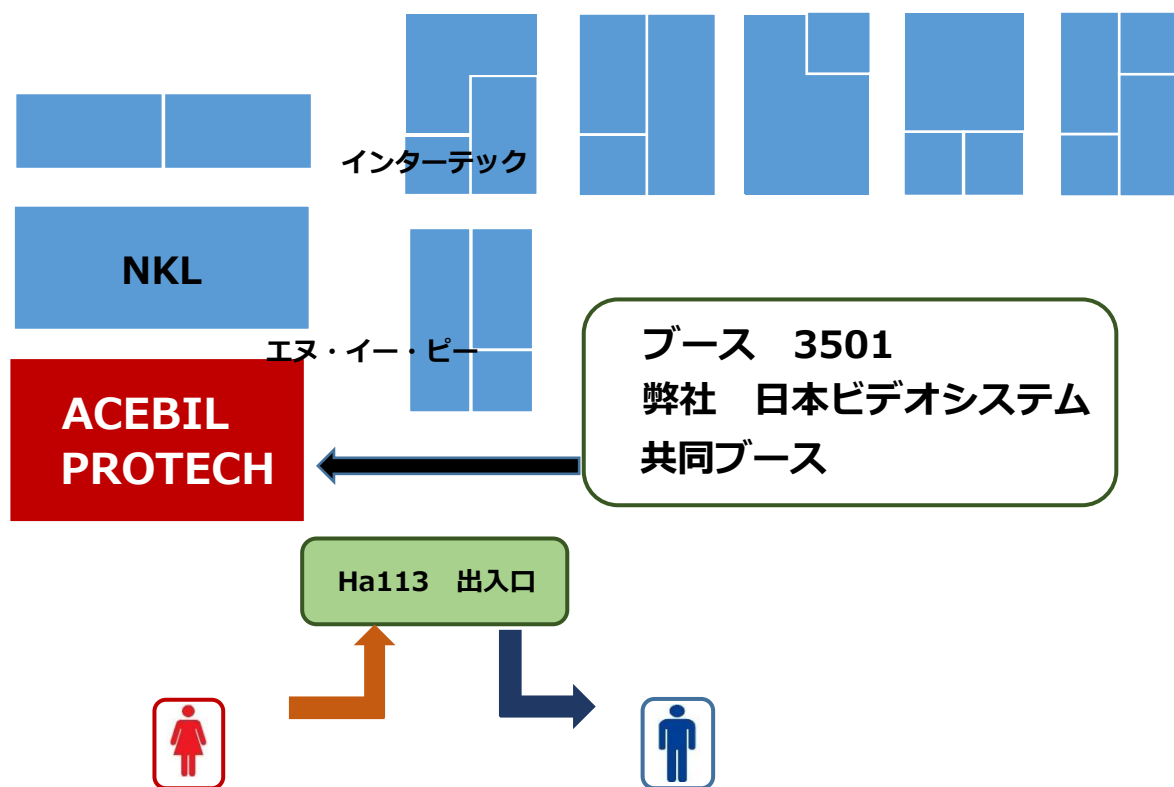 インターテック
NKL
エヌ・イー・ピー
ブース　3501
弊社　日本ビデオシステム
共同ブース
ACEBIL
PROTECH
Ha113　出入口